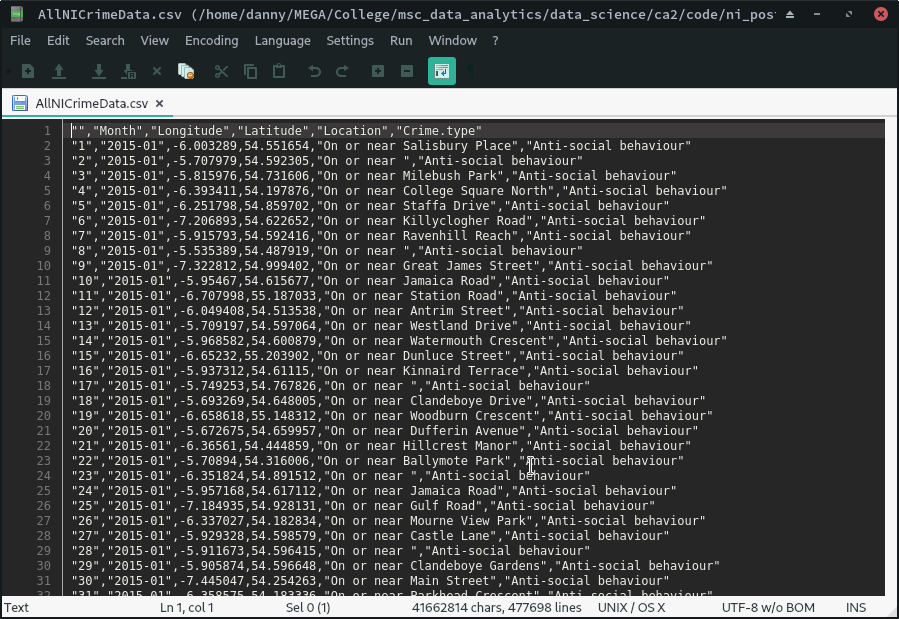 AllNICrimeData.csv (/home/danny/MEGA/College/msc_data_analytics/data_science/ca2/code/ni_pos
File Edit Search View Encoding Language Settings Run Window ?
AllNICrimeData.csv
1 "","Month","Longitude","Latitude","Location","Crime.type"
2 "1","2015-01",-6.003289,54.551654,"On or near Salisbury Place","Anti-social behaviour"
3 "2","2015-01",-5.707979,54.592305,"On or near ","Anti-social behaviour"
4 "3","2015-01",-5.815976,54.731606,"On or near Milebush Park","Anti-social behaviour"
5 "4","2015-01",-6.393411,54.197876,"On or near College Square North","Anti-social behaviour"
6 "5","2015-01",-6.251798,54.859702,"On or near Staffa Drive","Anti-social behaviour"
7 "6","2015-01",-7.206893,54.622652,"On or near Killyclogher Road","Anti-social behaviour"
8 "7","2015-01",-5.915793,54.592416,"On or near Ravenhill Reach","Anti-social behaviour"
9 "8","2015-01",-5.535389,54.487919,"On or near ","Anti-social behaviour"
10 "9","2015-01",-7.322812,54.999402,"On or near Great James Street","Anti-social behaviour"
11 "10","2015-01",-5.95467,54.615677,"On or near Jamaica Road","Anti-social behaviour"
12 "11","2015-01",-6.707998,55.187033,"On or near Station Road","Anti-social behaviour"
13 "12","2015-01",-6.049408,54.513538,"On or near Antrim Street","Anti-social behaviour"
14 "13","2015-01",-5.709197,54.597064,"On or near Westland Drive","Anti-social behaviour"
15 "14","2015-01",-5.968582,54.600879,"On or near Watermouth Crescent","Anti-social behaviour"
16 "15","2015-01",-6.65232,55.203902,"On or near Dunluce Street","Anti-social behaviour"
17 "16","2015-01",-5.937312,54.61115,"On or near Kinnaird Terrace","Anti-social behaviour"
18 "17","2015-01",-5.749253,54.767826,"On or near ","Anti-social behaviour"
19 "18","2015-01",-5.693269,54.648005,"On or near Clandeboye Drive","Anti-social behaviour"
20 "19","2015-01",-6.658618,55.148312,"On or near Woodburn Crescent","Anti-social behaviour"
21 "20","2015-01",-5.672675,54.659957,"On or near Dufferin Avenue","Anti-social behaviour"
22 "21","2015-01",-6.36561,54.444859,"On or near Hillcrest Manor","Anti-social behaviour"
23 "22","2015-01",-5.70894,54.316006,"On or near Ballymote Park","Anti-social behaviour"
24 "23","2015-01",-6.351824,54.891512,"On or near ","Anti-social behaviour"
25 "24","2015-01",-5.957168,54.617112,"On or near Jamaica Road","Anti-social behaviour"
26 "25","2015-01",-7.184935,54.928131,"On or near Gulf Road","Anti-social behaviour"
27 "26","2015-01",-6.337027,54.182834,"On or near Mourne View Park","Anti-social behaviour"
28 "27","2015-01",-5.929328,54.598579,"On or near Castle Lane","Anti-social behaviour"
29 "28","2015-01",-5.911673,54.596415,"On or near ","Anti-social behaviour"
30 "29","2015-01",-5.905874,54.596648,"On or near Clandeboye Gardens","Anti-social behaviour"
31 "30","2015-01",-7.445047,54.254263,"On or near Main Street","Anti-social behaviour"
32 "31","2015-01",-6.358575,54.183336,"On or near Parkhead Crescent","Anti-social behaviour"
Text Ln 1, col 1 Sel 0 (1) 41662814 chars, 477698 lines UNIX / OS X UTF-8 w/o BOM INS